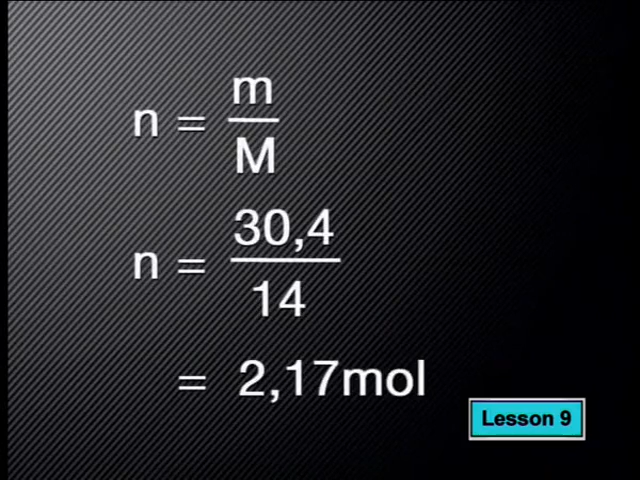 n = m/M
n = 30,4/14
= 2,17mol
Lesson 9